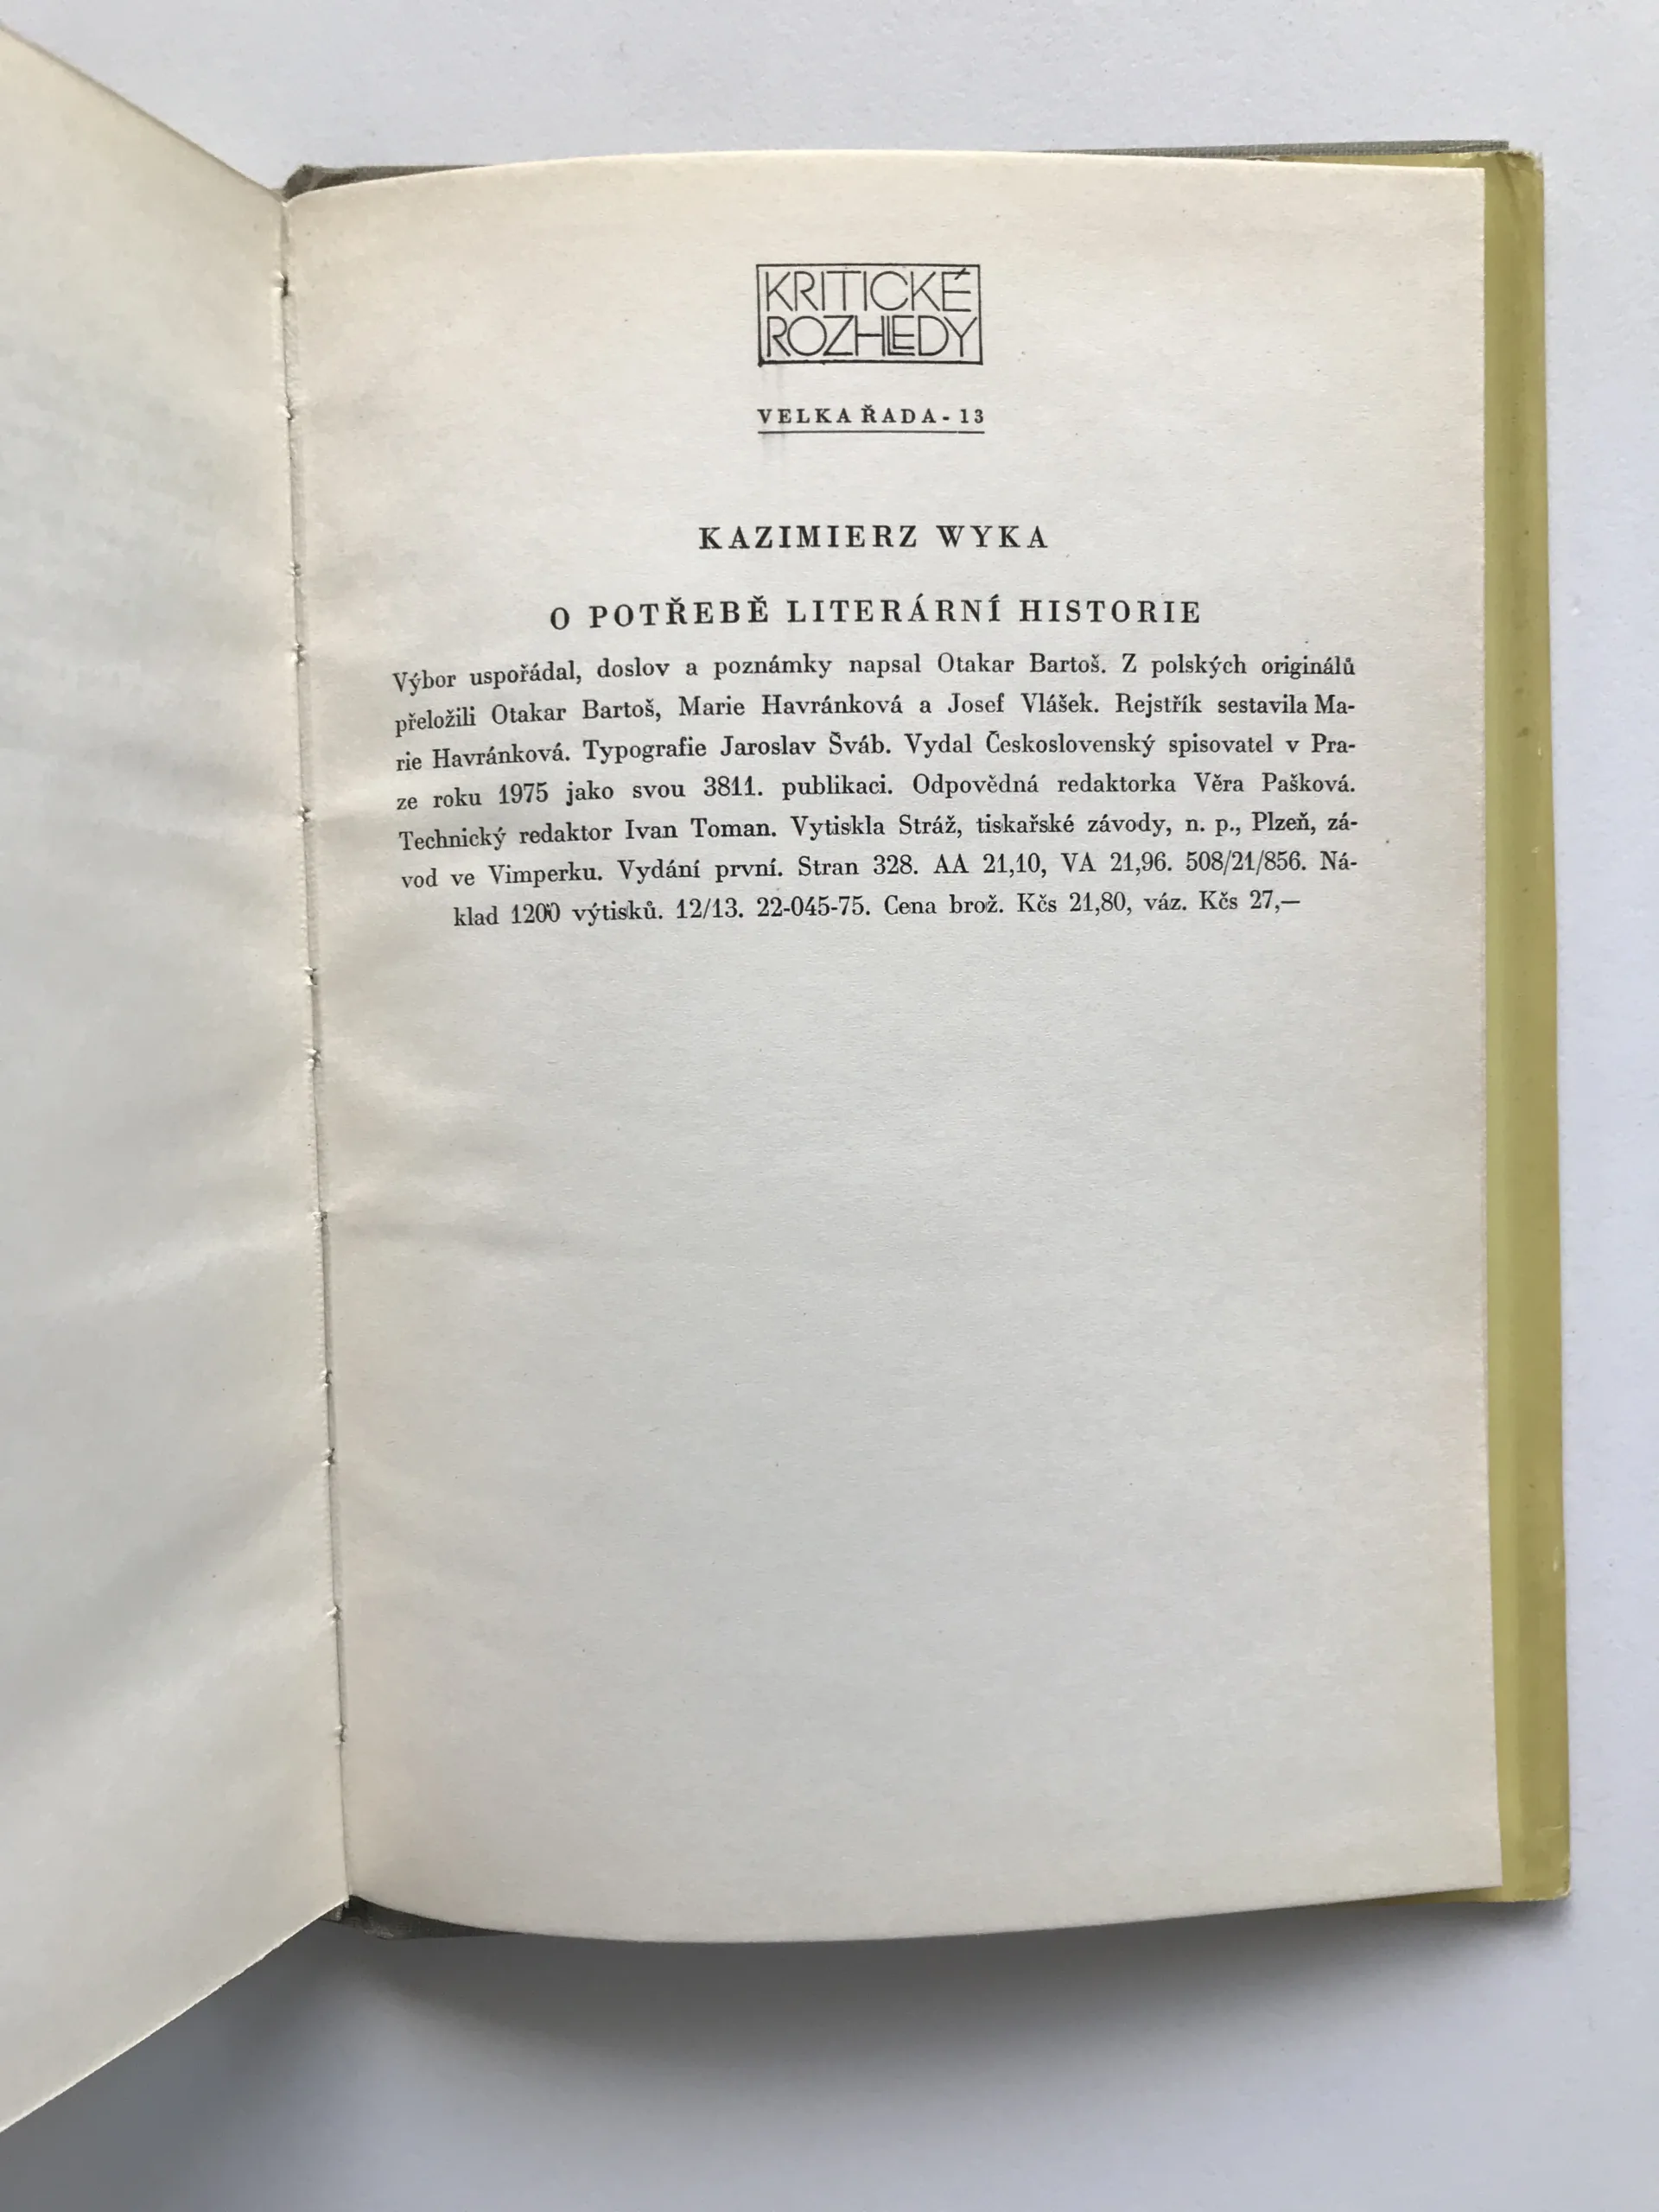 KRITICKÉ
ROZHLEDY
VELKA ŘADA - 13
KAZIMIERZ WYKA
O POTŘEBĚ LITERÁRNÍ HISTORIE
Výbor uspořádal, doslov a poznámky napsal Otakar Bartoš. Z polských originálů
přeložili Otakar Bartoš, Marie Havránková a Josef Vlášek. Rejstřík sestavila Ma-
rie Havránková. Typografie Jaroslav Šváb. Vydal Československý spisovatel v Pra-
ze roku 1975 jako svou 3811. publikaci. Odpovědná redaktorka Věra Pašková.
Technický redaktor Ivan Toman. Vytiskla Stráž, tiskařské závody, n. p., Plzeň, zá-
vod ve Vimperku. Vydání první. Stran 328. AA 21,10, VA 21,96. 508/21/856. Ná-
klad 1200 výtisků. 12/13. 22-045-75. Cena brož. Kčs 21,80, váz. Kčs 27,—